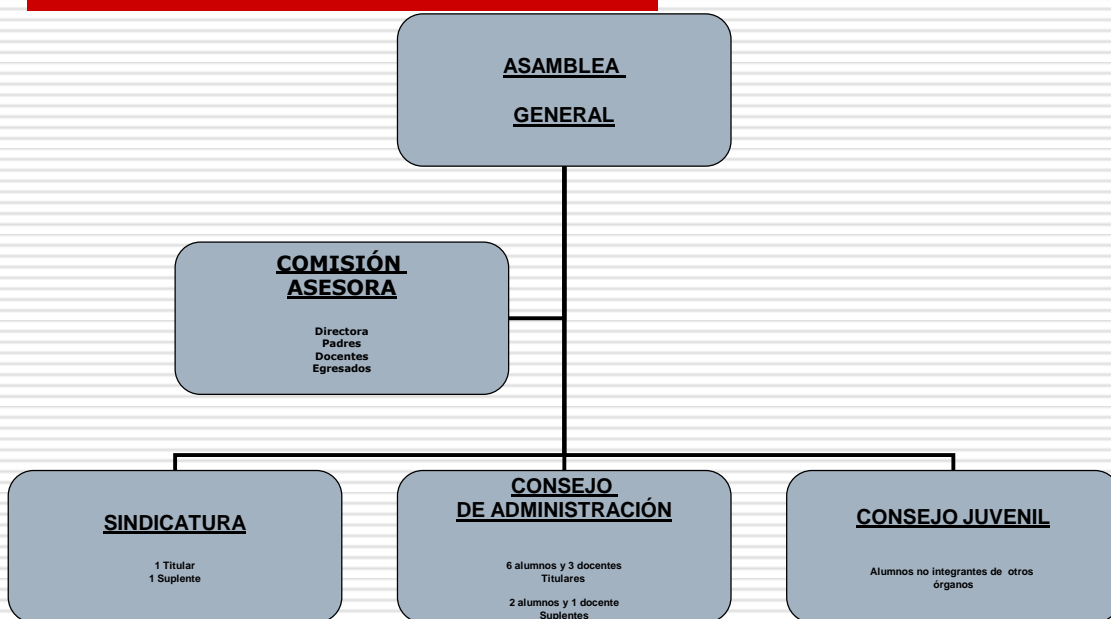 ASAMBLEA
GENERAL
COMISIÓN
ASESORA
Directora
Padres
Docentes
Egresados
SINDICATURA
1 Titular
1 Suplente
CONSEJO
DE ADMINISTRACIÓN
6 alumnos y 3 docentes
Titulares
2 alumnos y 1 docente
Suplentes
CONSEJO JUVENIL
Alumnos no integrantes de otros
órganos